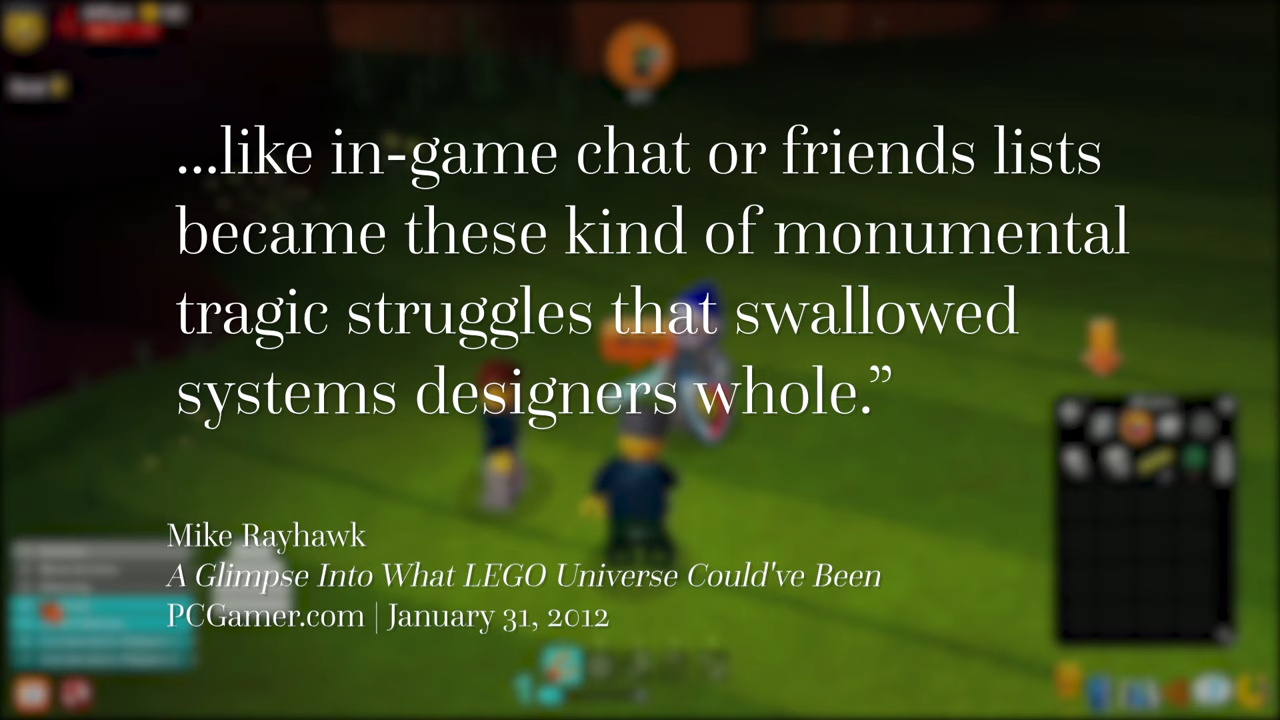 ...like in-game chat or friends lists
became these kind of monumental
tragic struggles that swallowed
systems designers whole.”
Mike Rayhawk
A Glimpse Into What LEGO Universe Could've Been
PCGamer.com | January 31, 2012